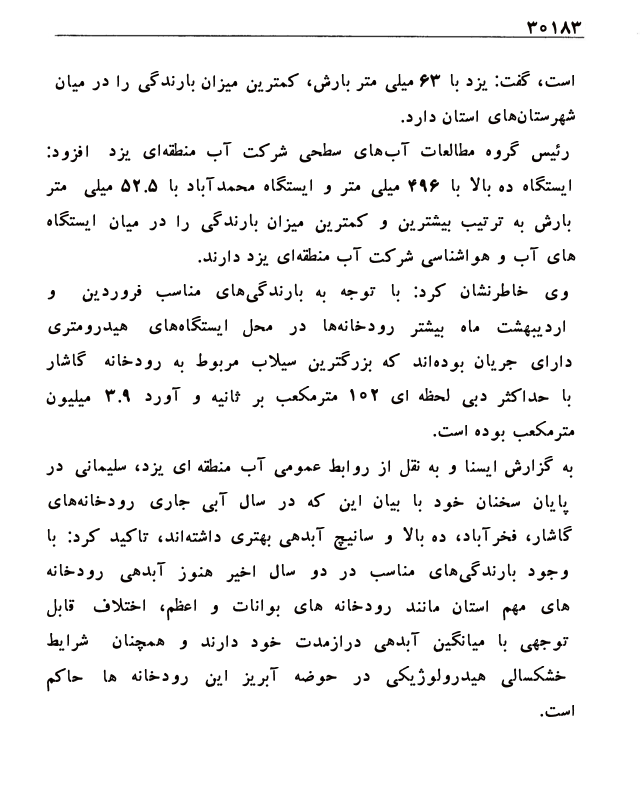 ۳۰۱۸۳
است، گفت: یزد با ۶۳ میلی متر بارش، کمترین میزان بارندگی را در میان
شهرستان‌های استان دارد.
رئیس گروه مطالعات آب‌های سطحی شرکت آب منطقه‌ای یزد افزود:
ایستگاه ده بالا با ۴۹۶ میلی متر و ایستگاه محمدآباد با ۵۲.۵ میلی متر
بارش به ترتیب بیشترین و کمترین میزان بارندگی را در میان ایستگاه
های آب و هواشناسی شرکت آب منطقه‌ای یزد دارند.
وی خاطرنشان کرد: با توجه به بارندگی‌های مناسب فروردین و
اردیبهشت ماه بیشتر رودخانه‌ها در محل ایستگاه‌های هیدرومتری
دارای جریان بوده‌اند که بزرگترین سیلاب مربوط به رودخانه گاشار
با حداکثر دبی لحظه ای ۱۰۲ مترمکعب بر ثانیه و آورد ۳.۹ میلیون
مترمکعب بوده است.
به گزارش ایسنا و به نقل از روابط عمومی آب منطقه ای یزد، سلیمانی در
پایان سخنان خود با بیان این که در سال آبی جاری رودخانه‌های
گاشار، فخرآباد، ده بالا و سانیچ آبدهی بهتری داشته‌اند، تاکید کرد: با
وجود بارندگی‌های مناسب در دو سال اخیر هنوز آبدهی رودخانه
های مهم استان مانند رودخانه های بوانات و اعظم، اختلاف قابل
توجهی با میانگین آبدهی درازمدت خود دارند و همچنان شرایط
خشکسالی هیدرولوژیکی در حوضه آبریز این رودخانه ها حاکم
است.